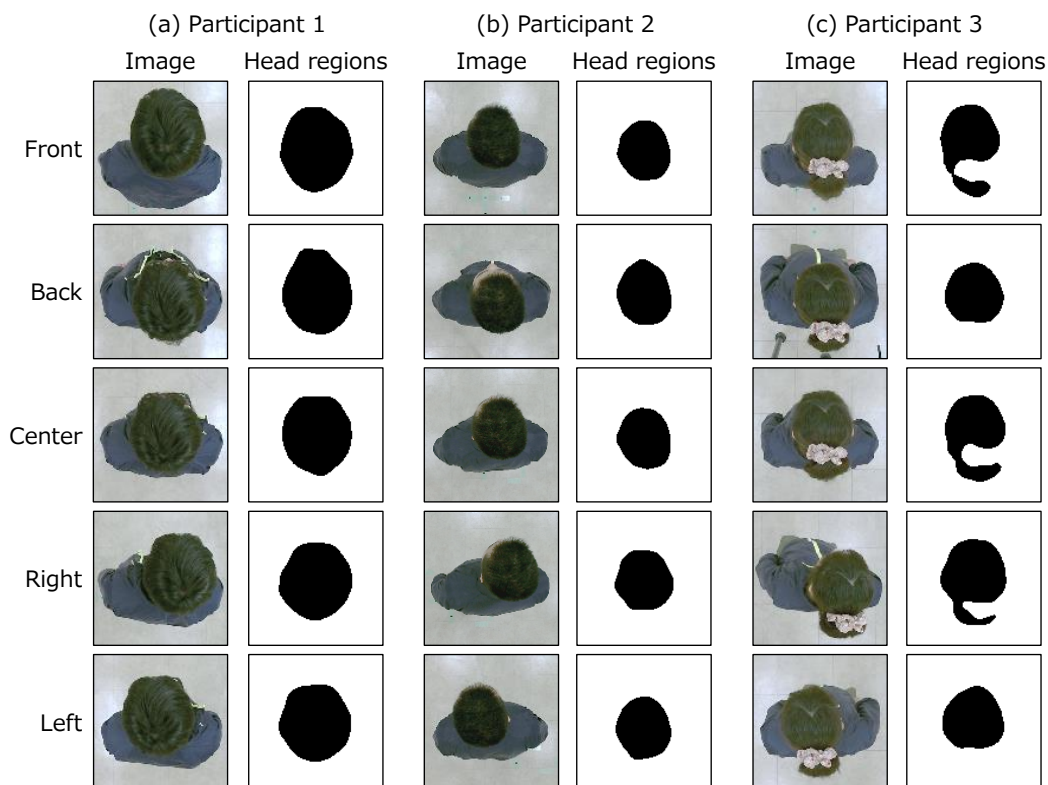 (a) Participant 1 (b) Participant 2 (c) Participant 3
Image Head regions Image Head regions Image Head regions
Front
Back
Center
Right
Left